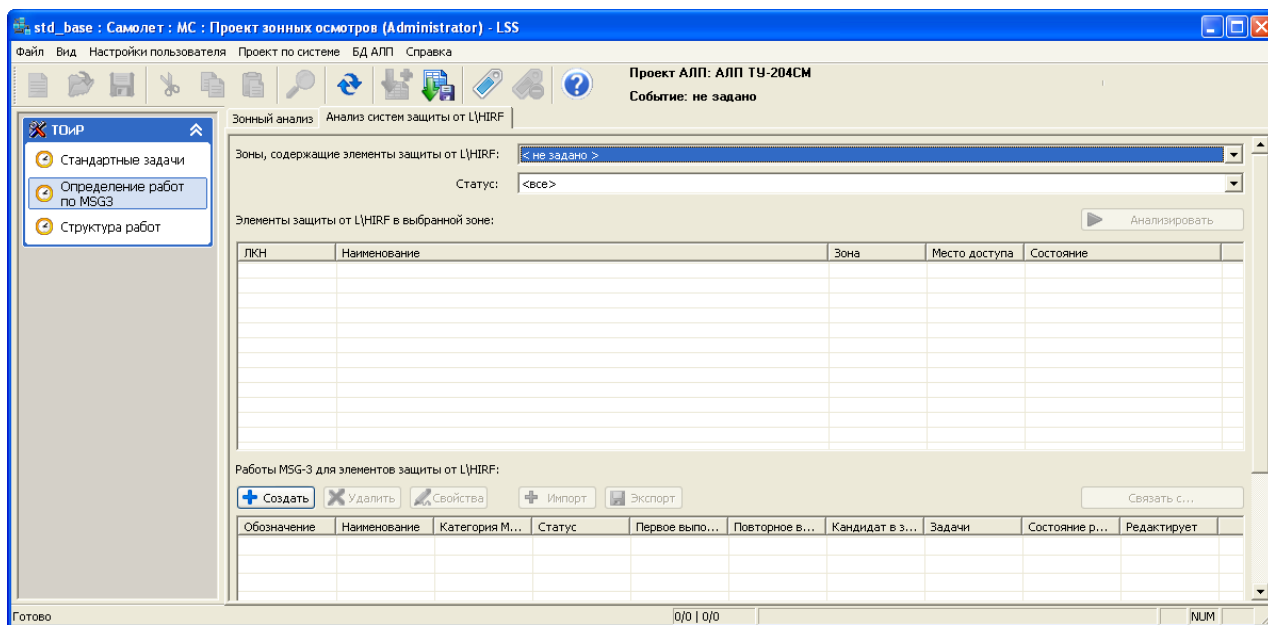 std_base : Самолет : МС : Проект зонных осмотров (Administrator) - LSS
Файл Вид Настройки пользователя Проект по системе БД АЛП Справка
Проект АЛП: АЛП ТУ-204СМ
Событие: не задано
ТОиР
Стандартные задачи
Определение работ по MSG3
Структура работ
Зонный анализ Анализ систем защиты от L\HIRF
Зоны, содержащие элементы защиты от L\HIRF: < не задано >
Статус: <все>
Элементы защиты от L\HIRF в выбранной зоне: Анализировать
ЛКН Наименование Зона Место доступа Состояние
Работы MSG-3 для элементов защиты от L\HIRF:
Создать Удалить Свойства Импорт Экспорт Связать с...
Обозначение Наименование Категория М... Статус Первое выпо... Повторное в... Кандидат в з... Задачи Состояние р... Редактирует
Готово 0/0 | 0/0 NUM